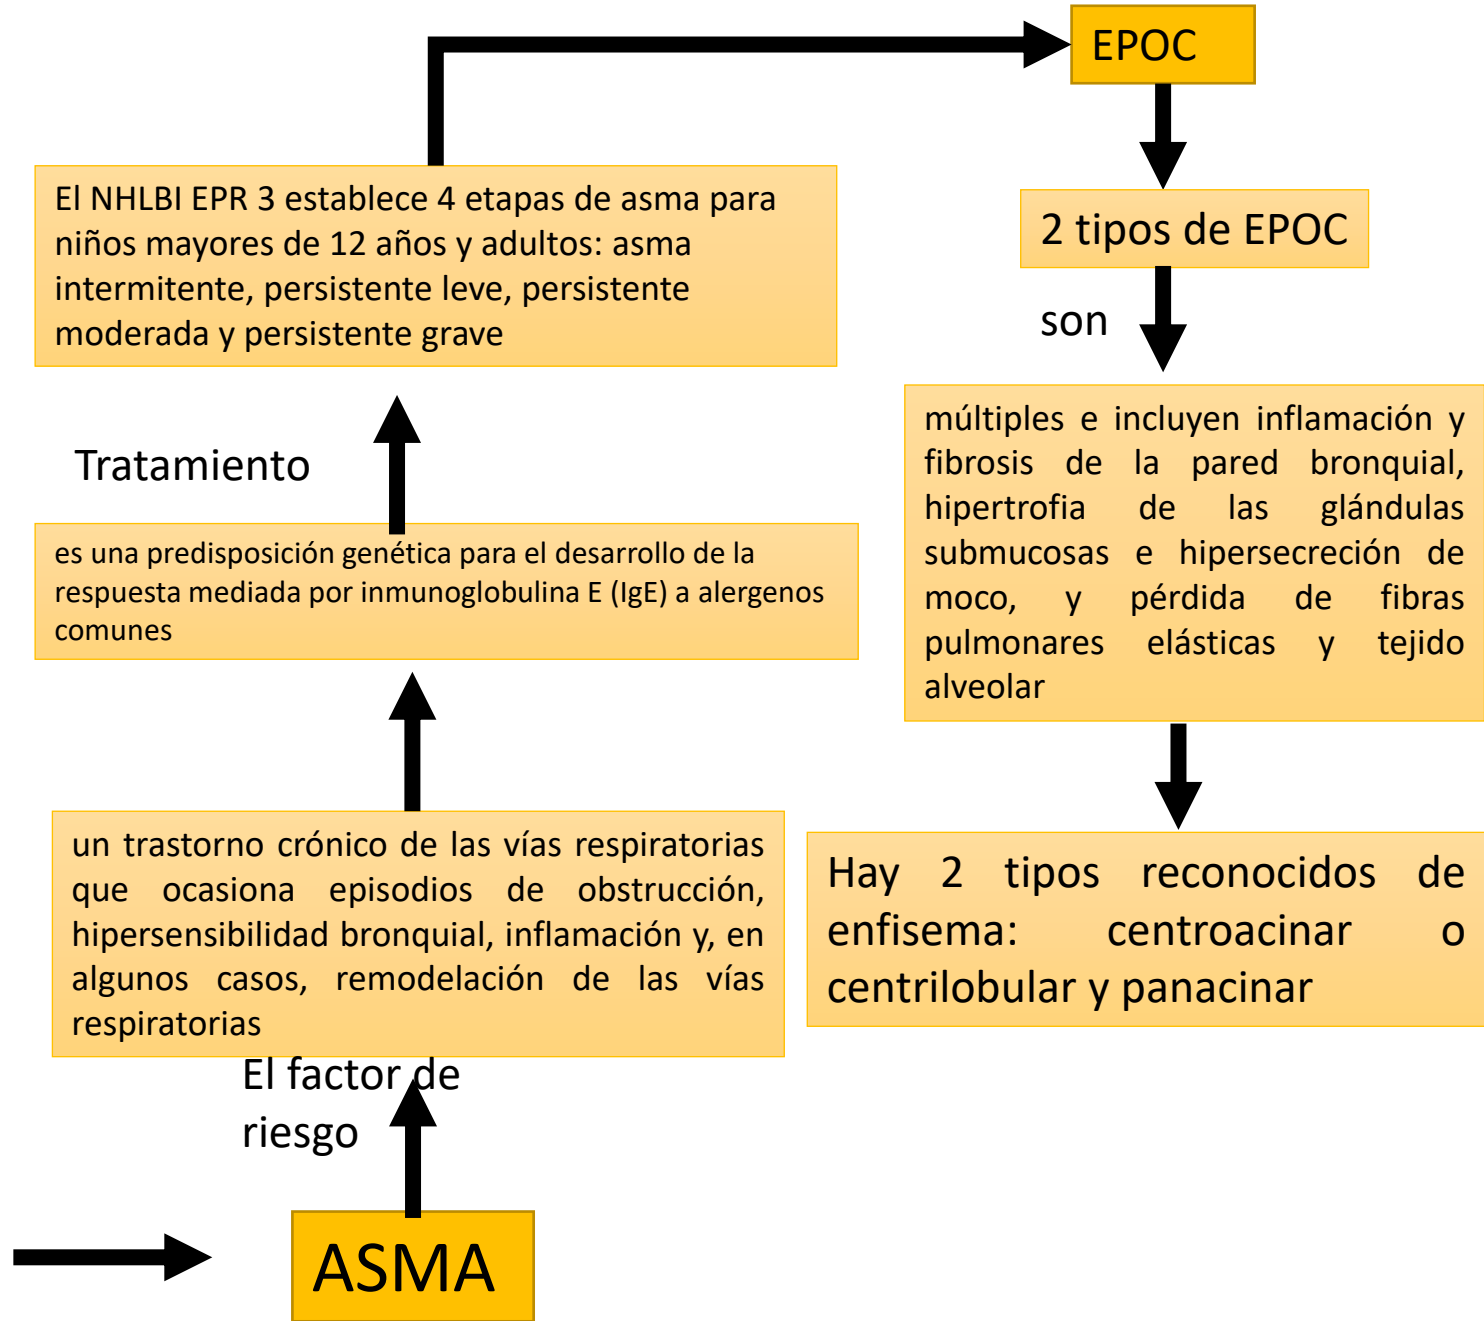 EPOC
El NHLBI EPR 3 establece 4 etapas de asma para
niños mayores de 12 años y adultos: asma
intermitente, persistente leve, persistente
moderada y persistente grave
2 tipos de EPOC
son
múltiples e incluyen inflamación y
fibrosis de la pared bronquial,
hipertrofia de las glándulas
submucosas e hipersecreción de
moco, y pérdida de fibras
pulmonares elásticas y tejido
alveolar
Tratamiento
es una predisposición genética para el desarrollo de la
respuesta mediada por inmunoglobulina E (IgE) a alergenos
comunes
un trastorno crónico de las vías respiratorias
que ocasiona episodios de obstrucción,
hipersensibilidad bronquial, inflamación y, en
algunos casos, remodelación de las vías
respiratorias
Hay 2 tipos reconocidos de
enfisema: centroacinar o
centrilobular y panacinar
El factor de
riesgo
ASMA